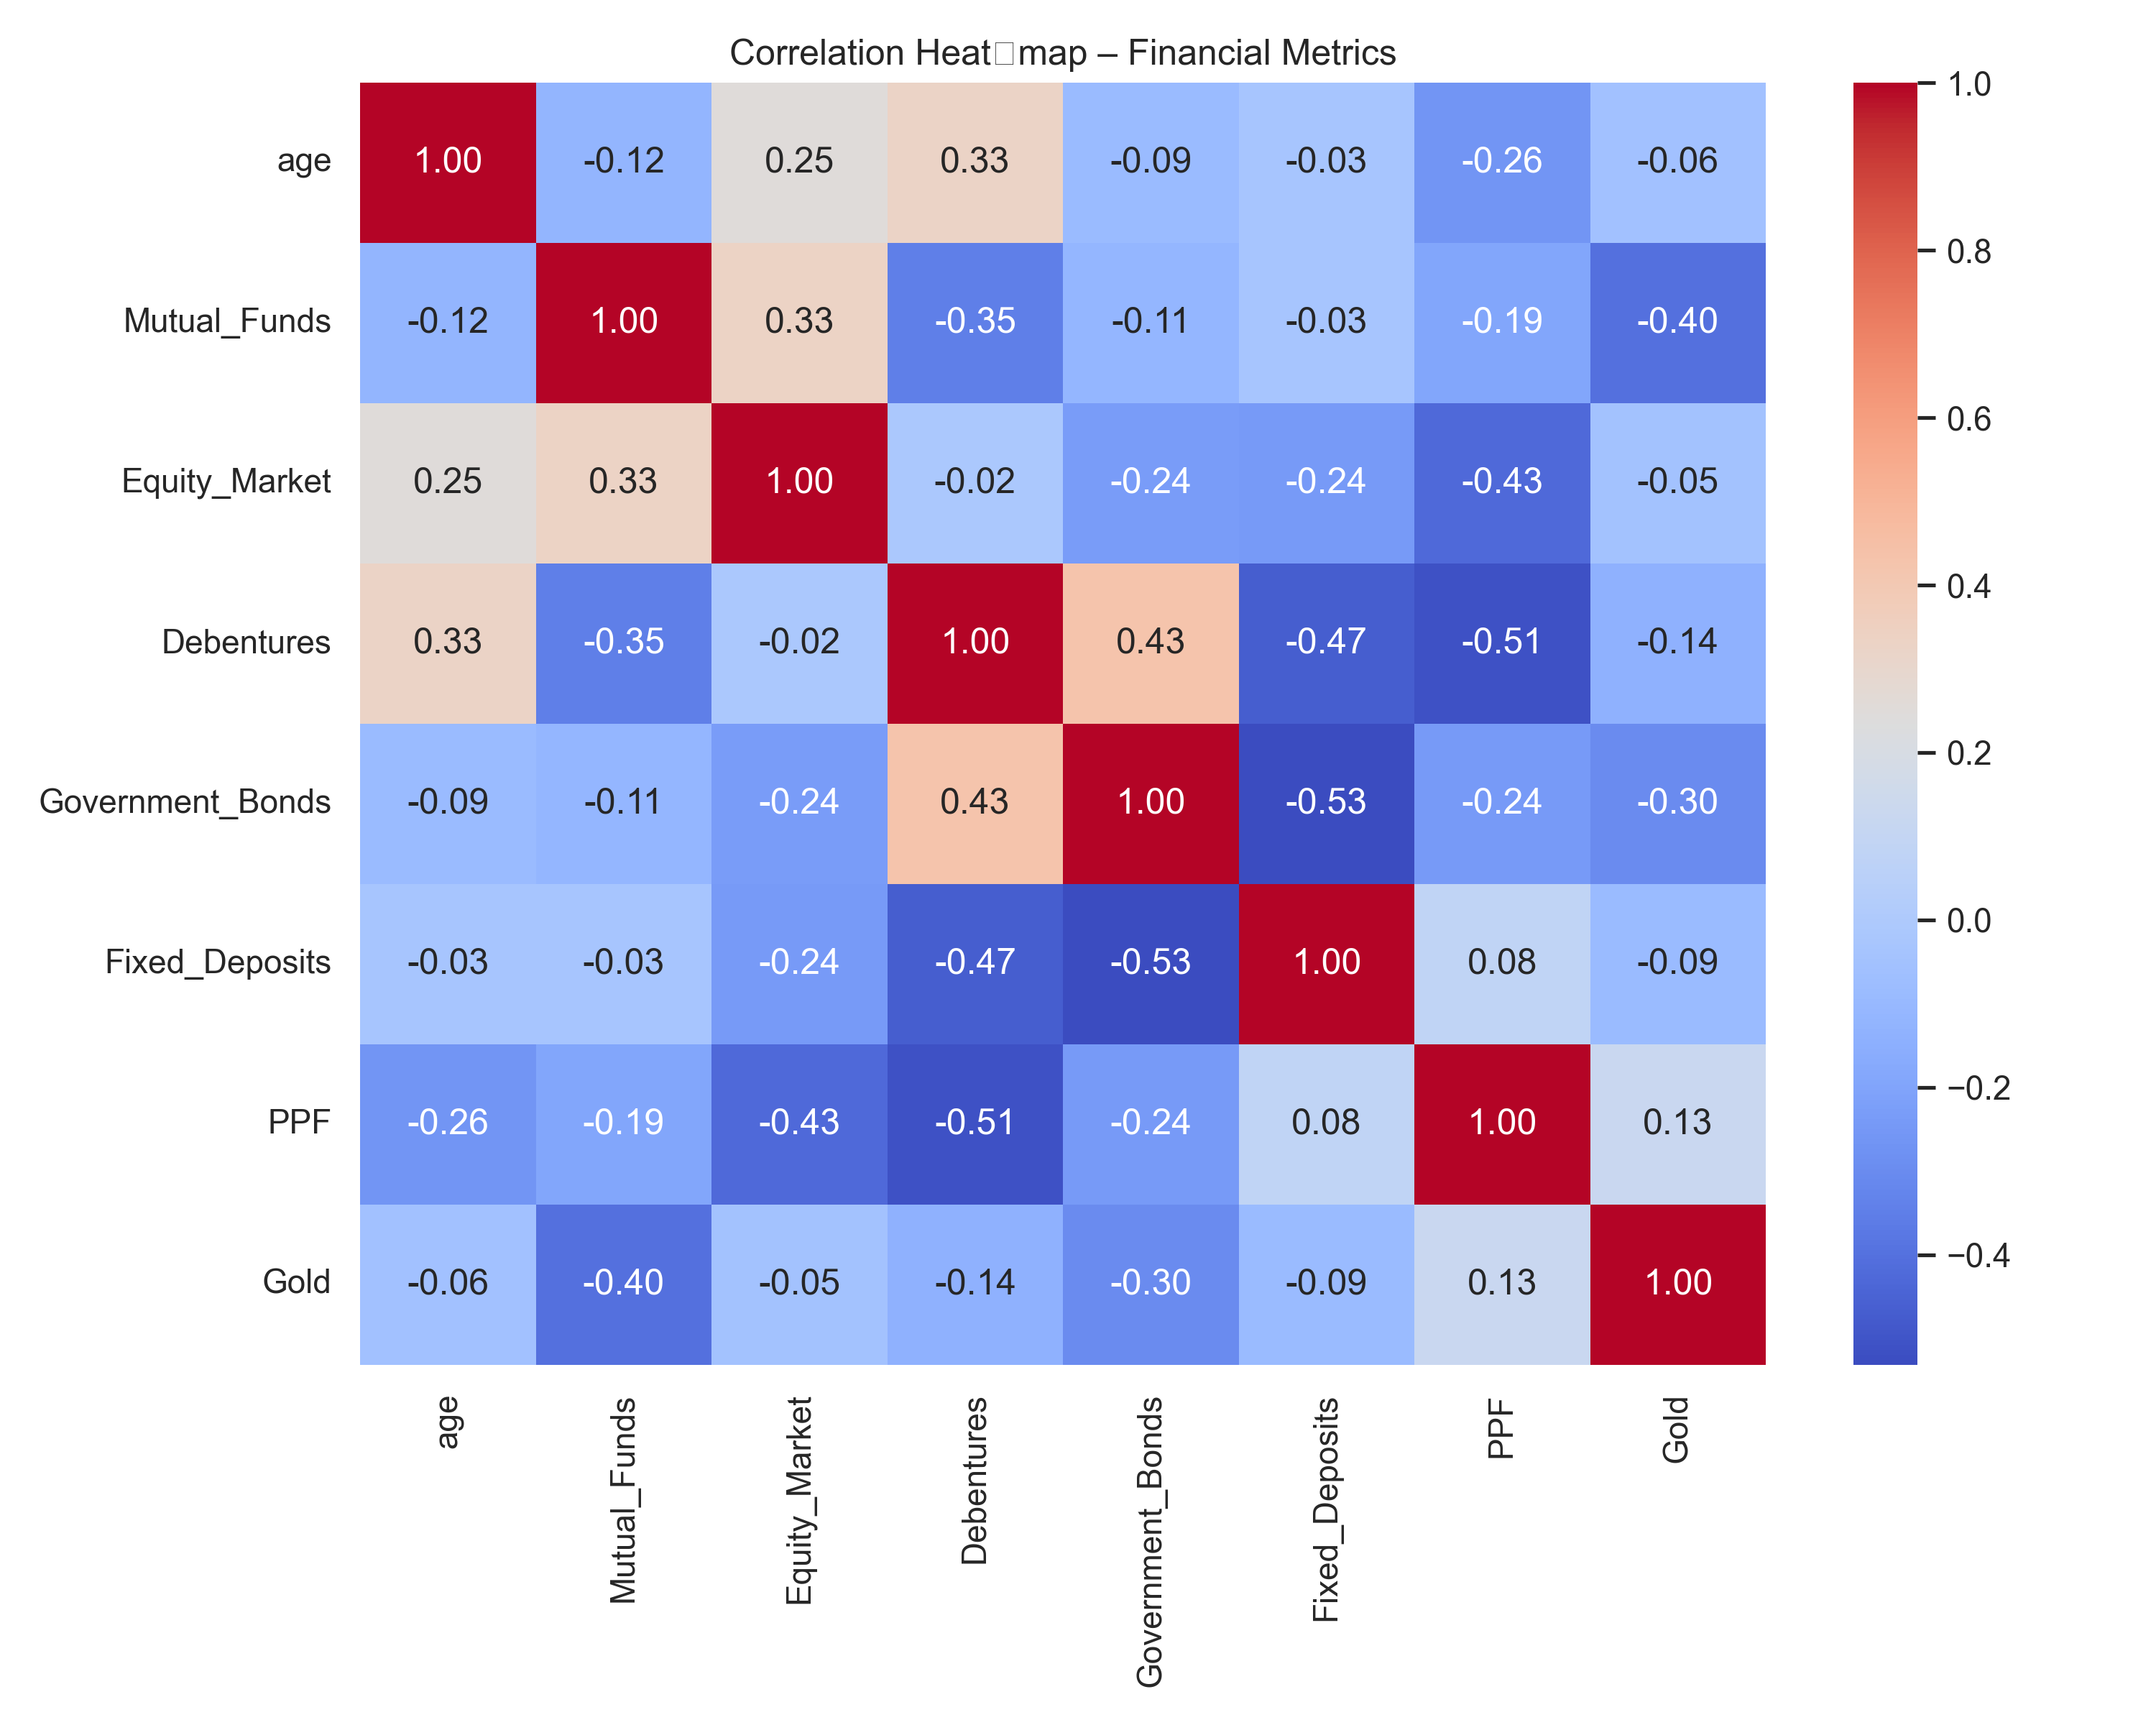 Correlation Heat□map – Financial Metrics
age 1.00 -0.12 0.25 0.33 -0.09 -0.03 -0.26 -0.06
Mutual_Funds -0.12 1.00 0.33 -0.35 -0.11 -0.03 -0.19 -0.40
Equity_Market 0.25 0.33 1.00 -0.02 -0.24 -0.24 -0.43 -0.05
Debentures 0.33 -0.35 -0.02 1.00 0.43 -0.47 -0.51 -0.14
Government_Bonds -0.09 -0.11 -0.24 0.43 1.00 -0.53 -0.24 -0.30
Fixed_Deposits -0.03 -0.03 -0.24 -0.47 -0.53 1.00 0.08 -0.09
PPF -0.26 -0.19 -0.43 -0.51 -0.24 0.08 1.00 0.13
Gold -0.06 -0.40 -0.05 -0.14 -0.30 -0.09 0.13 1.00
age Mutual_Funds Equity_Market Debentures Government_Bonds Fixed_Deposits PPF Gold
1.0
0.8
0.6
0.4
0.2
0.0
−0.2
−0.4